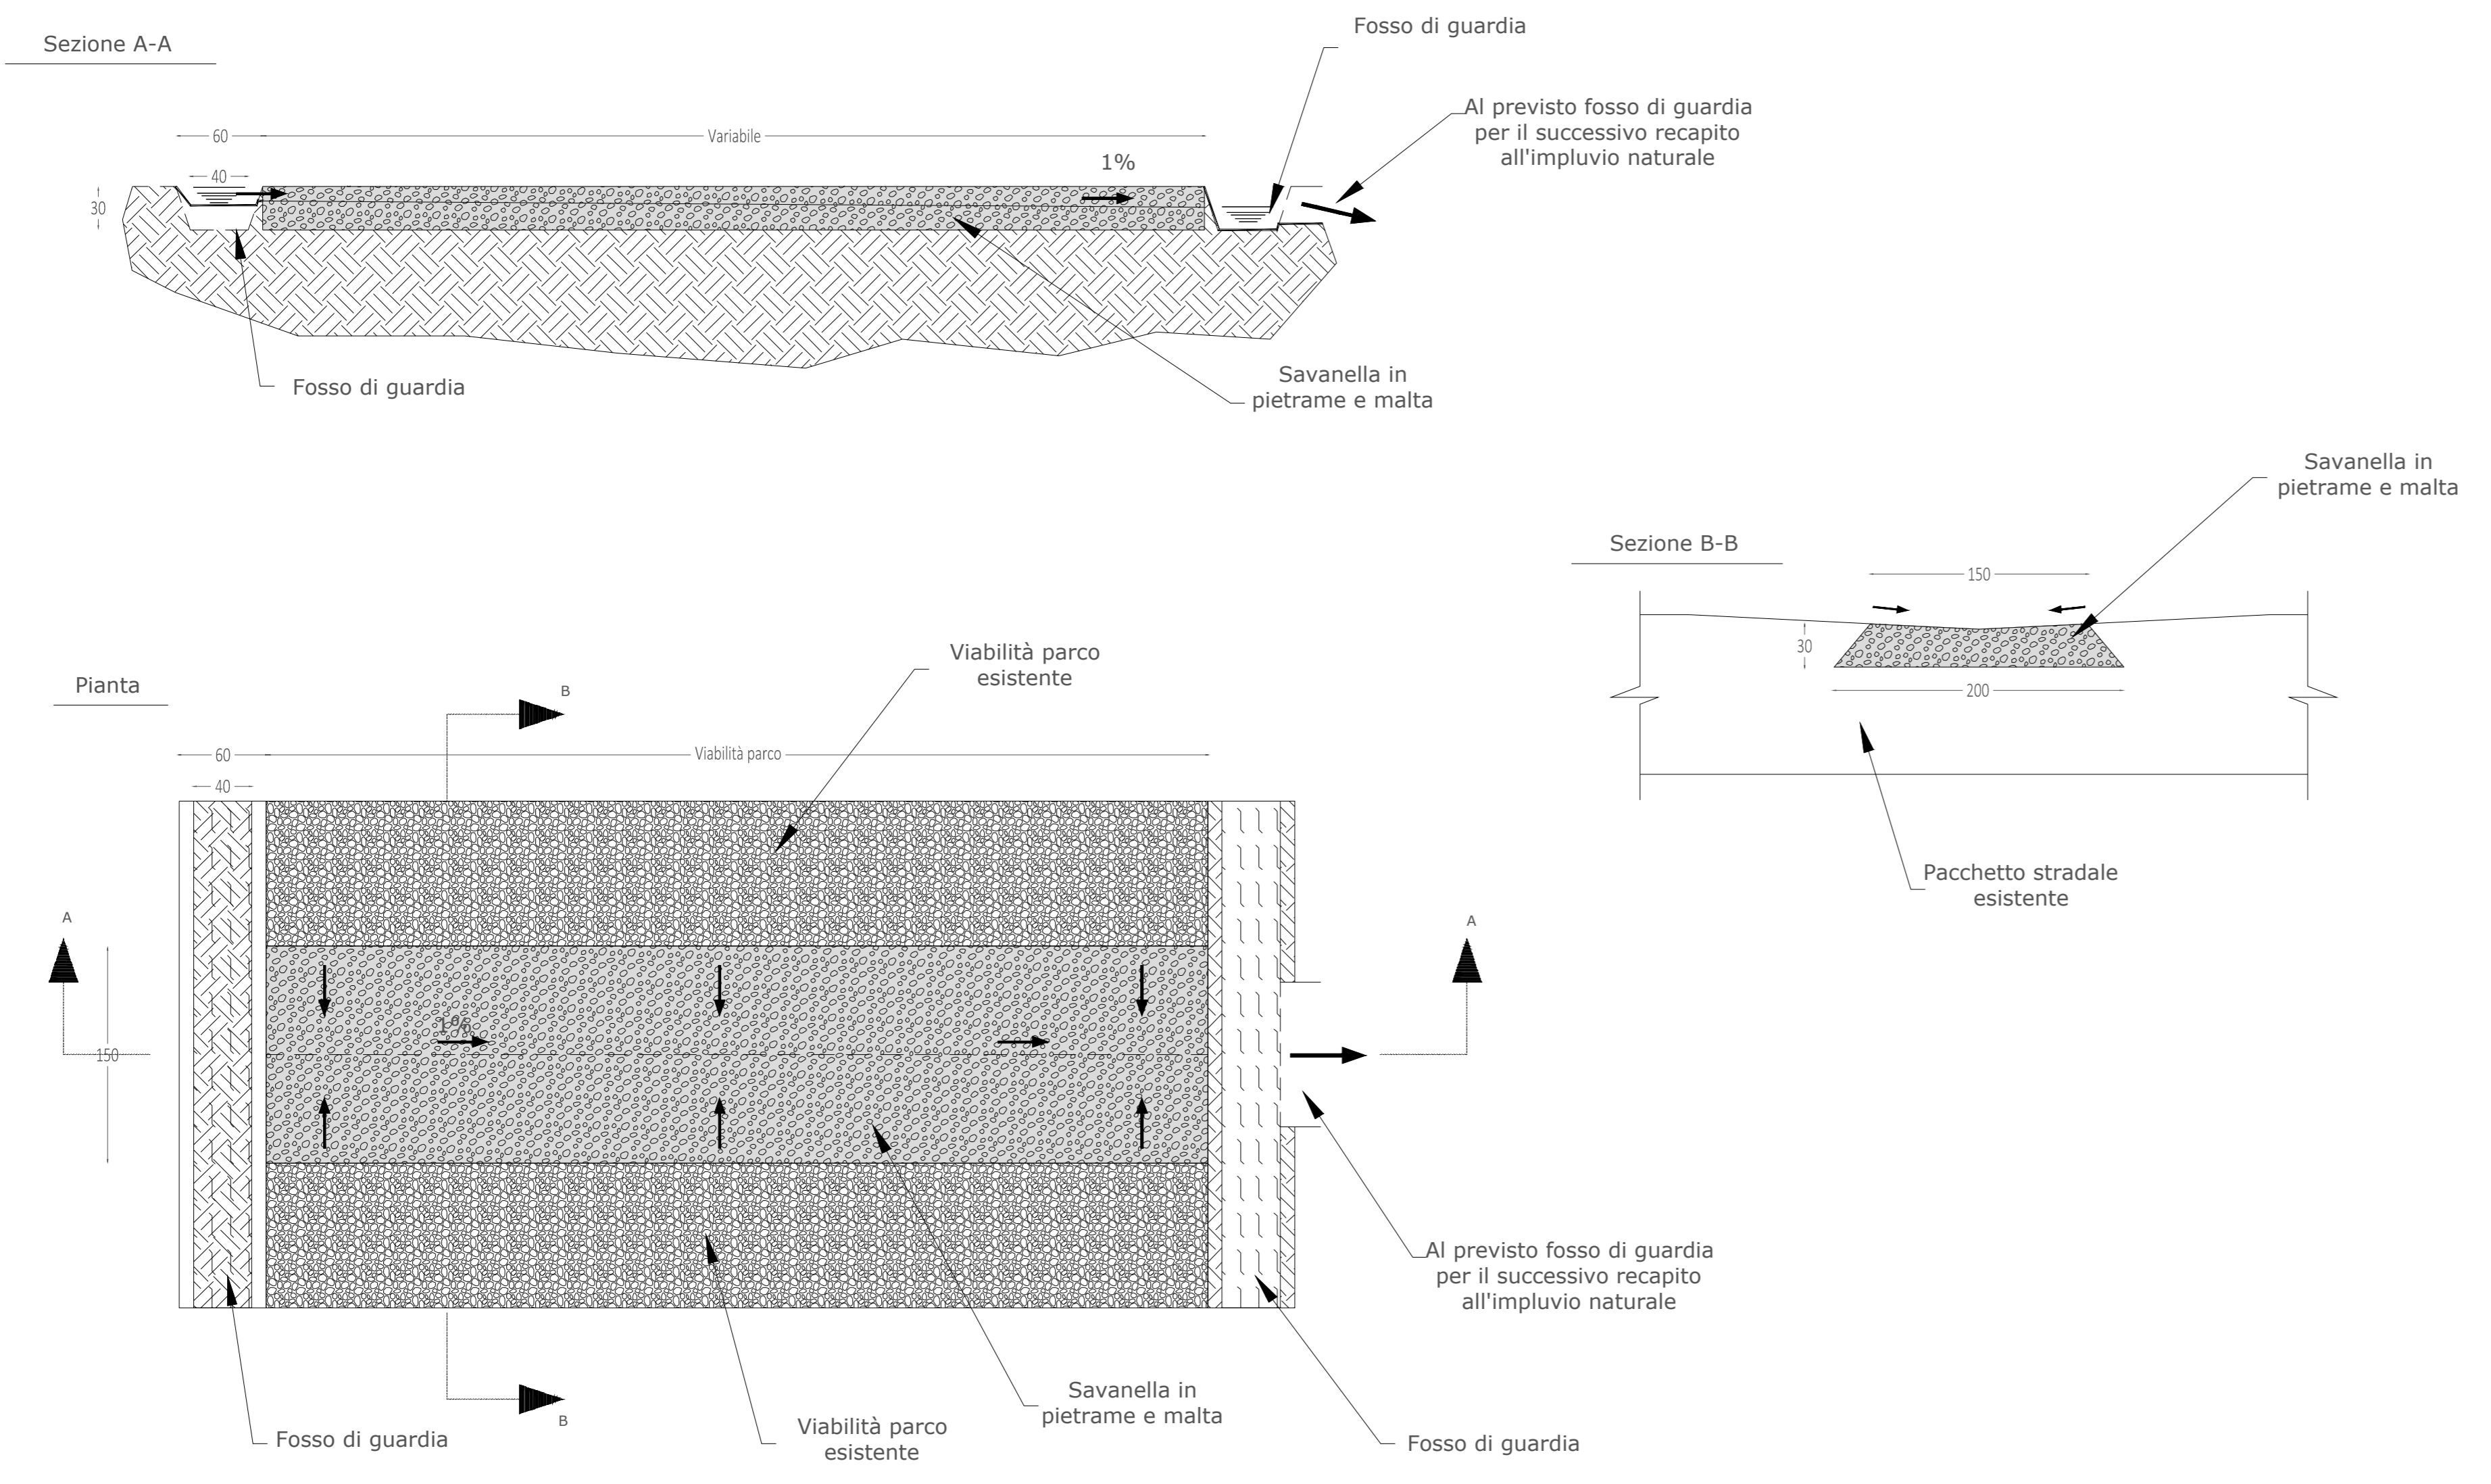 Sezione A-A
Fosso di guardia
Al previsto fosso di guardia
per il successivo recapito
all'impluvio naturale
60
Variabile
1%
40
30
Fosso di guardia
Savanella in
pietrame e malta
Sezione B-B
Savanella in
pietrame e malta
150
30
200
Pacchetto stradale
esistente
Pianta
Viabilità parco
esistente
B
60
Viabilità parco
40
A
A
1%
150
Al previsto fosso di guardia
per il successivo recapito
all'impluvio naturale
B
Fosso di guardia
Viabilità parco
esistente
Savanella in
pietrame e malta
Fosso di guardia